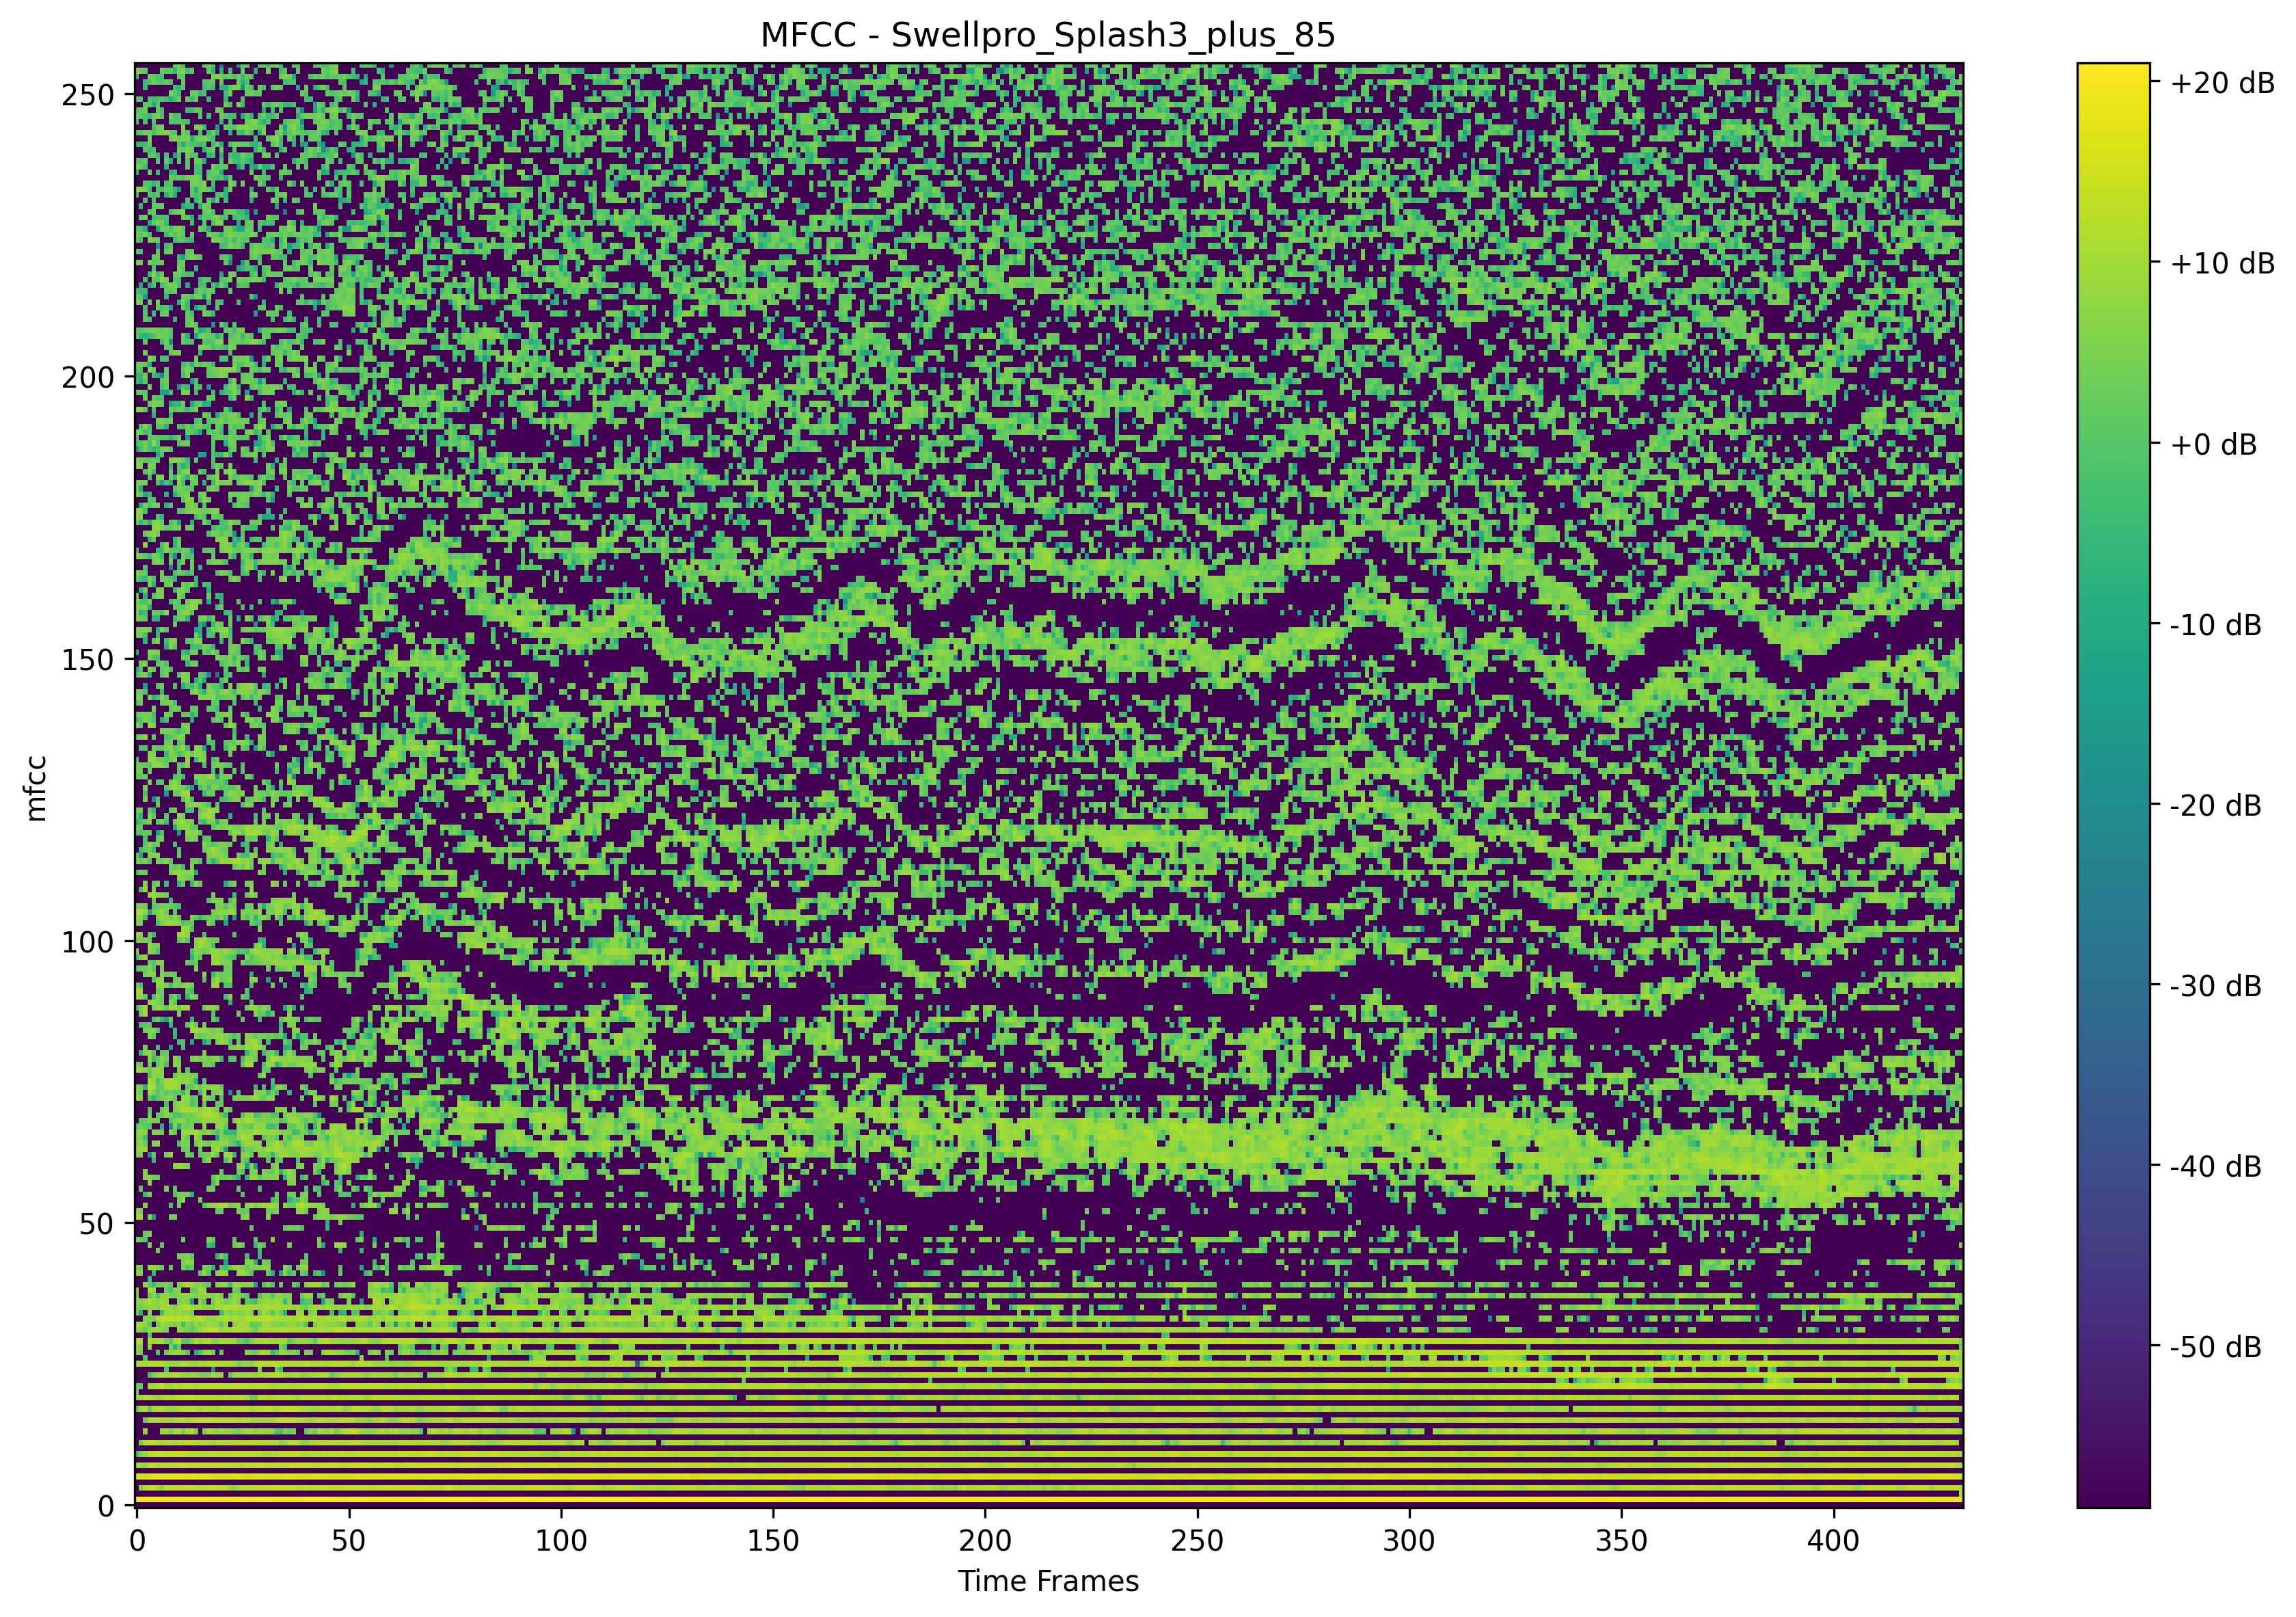 MFCC - Swellpro_Splash3_plus_85
250
200
150
100
50
0
mfcc
0 50 100 150 200 250 300 350 400
Time Frames
+20 dB
+10 dB
+0 dB
-10 dB
-20 dB
-30 dB
-40 dB
-50 dB